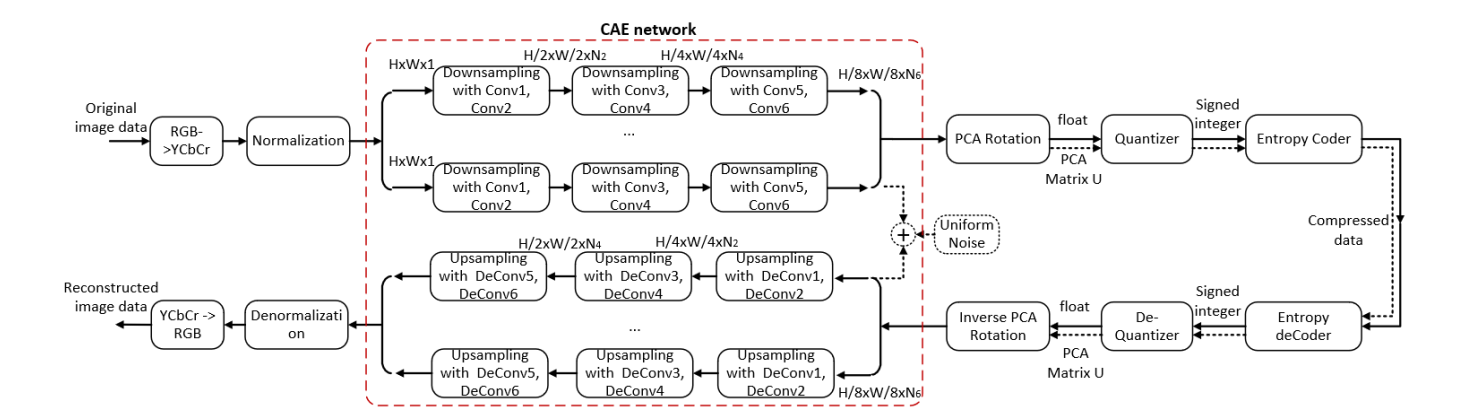 CAE network
H/2xW/2xN2
H/4xW/4xN4
HxWx1
H/8xW/8xN6
Downsampling
with Conv1,
Conv2
Downsampling
with Conv3,
Conv4
Downsampling
with Conv5,
Conv6
Original
image data
RGB-
>YCbCr
Normalization
...
PCA Rotation
float
PCA
Matrix U
Quantizer
Signed
integer
Entropy Coder
HxWx1
Downsampling
with Conv1,
Conv2
Downsampling
with Conv3,
Conv4
Downsampling
with Conv5,
Conv6
Compressed
data
+
Uniform
Noise
H/2xW/2xN4
H/4xW/4xN2
Upsampling
with DeConv5,
DeConv6
Upsampling
with DeConv3,
DeConv4
Upsampling
with DeConv1,
DeConv2
Reconstructed
image data
YCbCr ->
RGB
Denormalizati
on
...
Inverse PCA
Rotation
float
PCA
Matrix U
De-
Quantizer
Signed
integer
Entropy
deCoder
Upsampling
with DeConv5,
DeConv6
Upsampling
with DeConv3,
DeConv4
Upsampling
with DeConv1,
DeConv2
H/8xW/8xN6